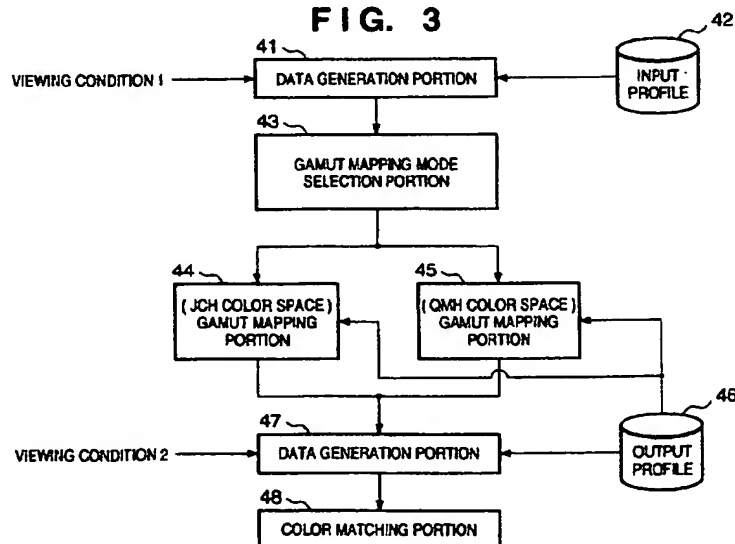 FIG. 3
41
42
VIEWING CONDITION 1
DATA GENERATION PORTION
INPUT
PROFILE
43
GAMUT MAPPING MODE
SELECTION PORTION
44
45
(JCH COLOR SPACE)
GAMUT MAPPING
PORTION
(QMH COLOR SPACE)
GAMUT MAPPING
PORTION
46
47
VIEWING CONDITION 2
DATA GENERATION PORTION
OUTPUT
PROFILE
48
COLOR MATCHING PORTION